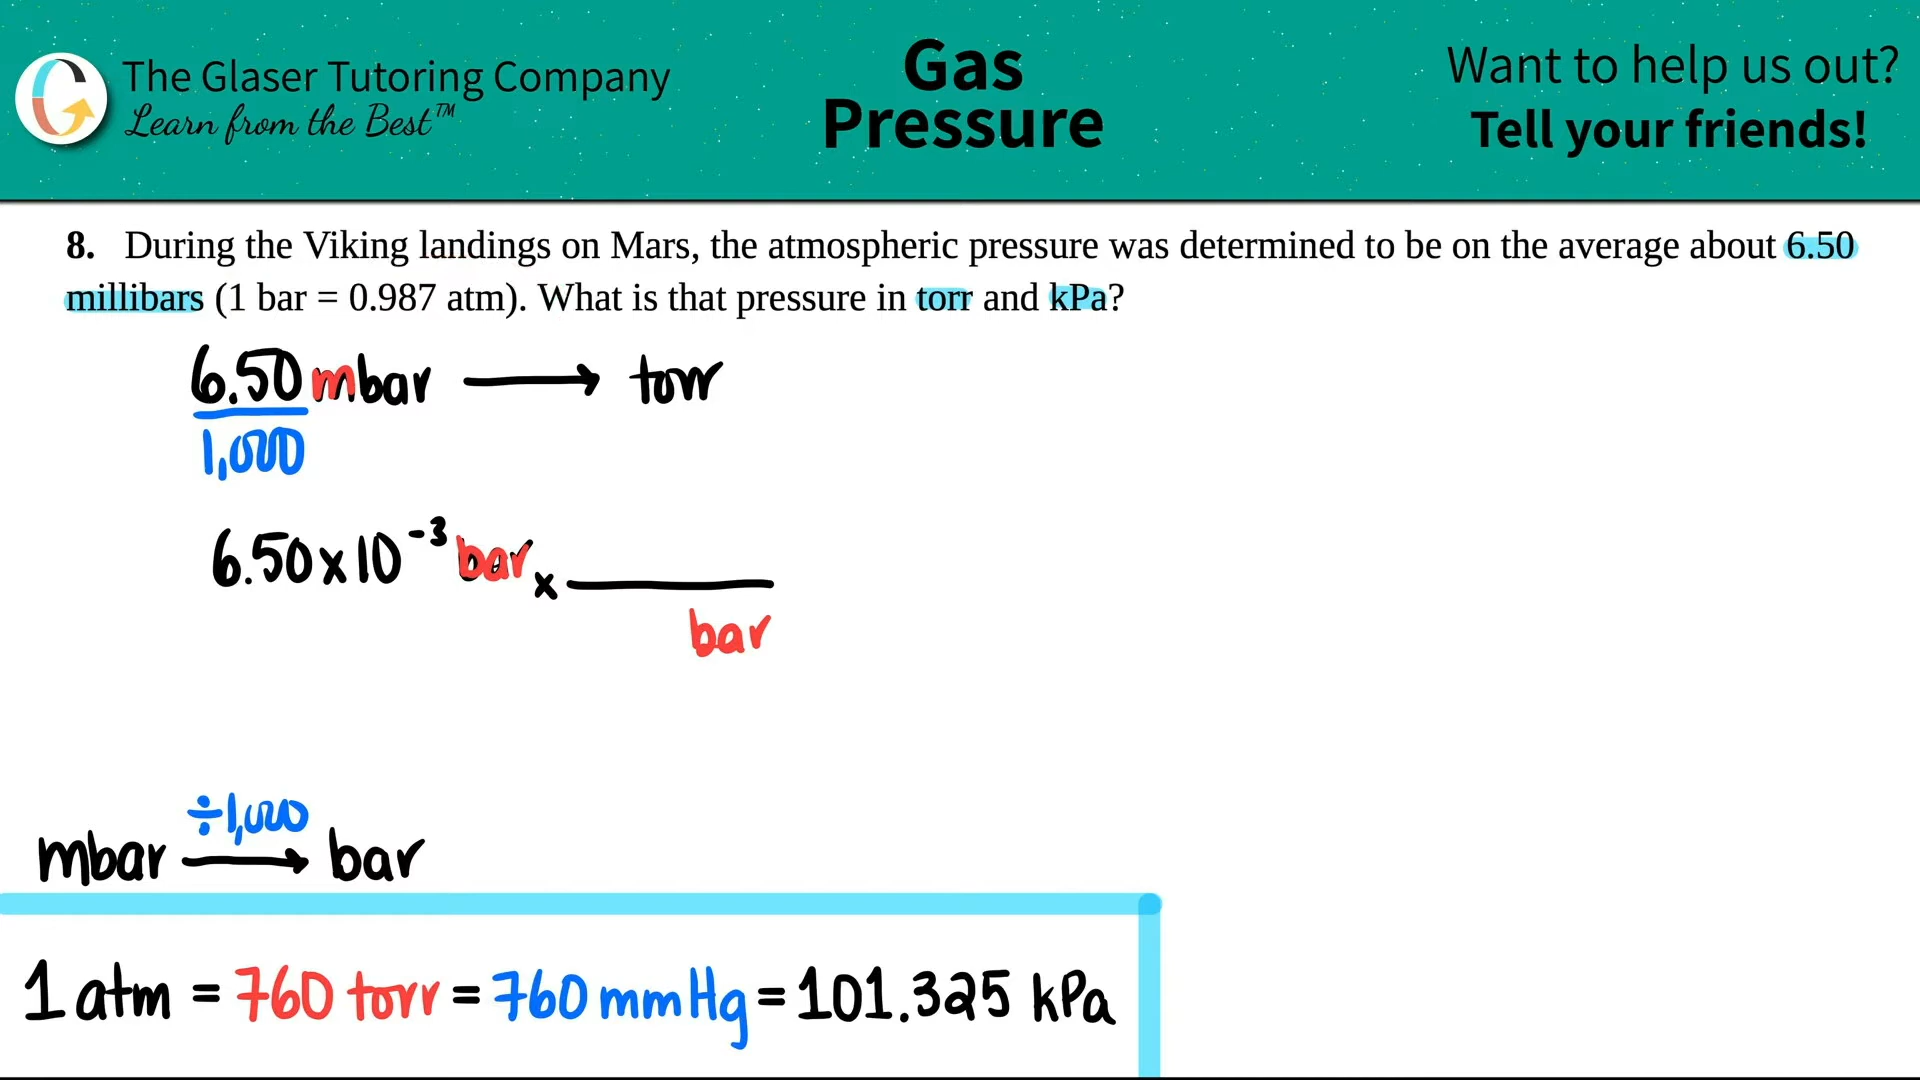 The Glaser Tutoring Company
Learn from the Best™
Gas
Pressure
Want to help us out?
Tell your friends!
8. During the Viking landings on Mars, the atmospheric pressure was determined to be on the average about 6.50
millibars (1 bar = 0.987 atm). What is that pressure in torr and kPa?
6.50 mbar → torr
1,000
6.50 x 10⁻³ bar x
bar
÷1,000
mbar → bar
1 atm = 760 torr = 760 mmHg = 101.325 kPa